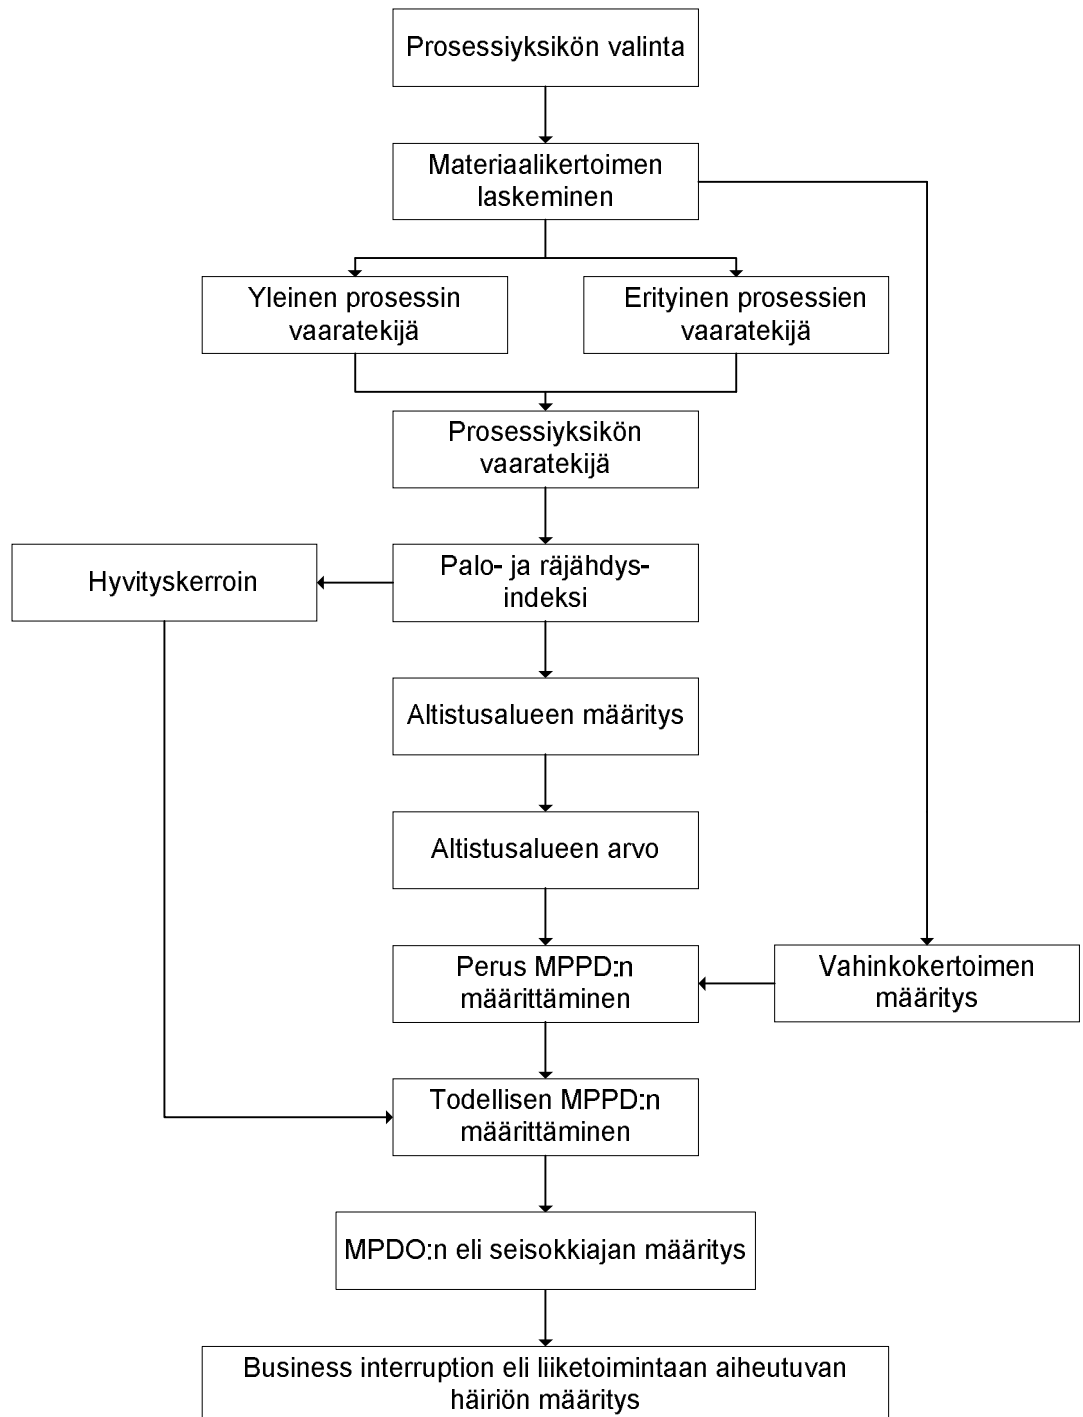 Prosessiyksikön valinta
Materiaalikertoimen
laskeminen
Yleinen prosessin
vaaratekijä
Erityinen prosessien
vaaratekijä
Prosessiyksikön
vaaratekijä
Hyvityskerroin
Palo- ja räjähdys-
indeksi
Altistusalueen määritys
Altistusalueen arvo
Perus MPPD:n
määrittäminen
Vahinkokertoimen
määritys
Todellisen MPPD:n
määrittäminen
MPDO:n eli seisokkiajan määritys
Business interruption eli liiketoimintaan aiheutuvan
häiriön määritys